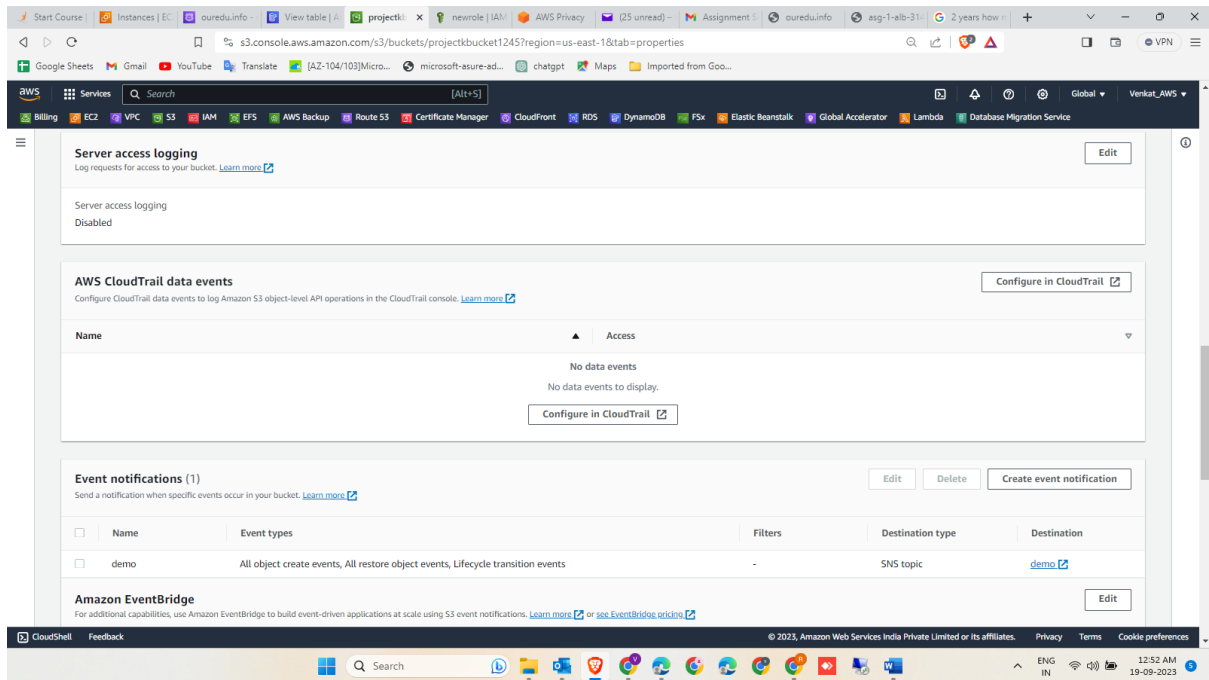 Start Course |
Instances | EC
ouredu.info -
View table | A
projectkb
newrole | IAM
AWS Privacy
(25 unread) -
Assignment S
ouredu.info
asg-1-alb-314
2 years how m
s3.console.aws.amazon.com/s3/buckets/projectkbucket1245?region=us-east-1&tab=properties
VPN
Google Sheets
Gmail
YouTube
Translate
[AZ-104/103]Micro...
microsoft-asure-ad...
chatgpt
Maps
Imported from Goo...
aws
Services
Search
[Alt+S]
Global
Venkat_AWS
Billing
EC2
VPC
S3
IAM
EFS
AWS Backup
Route 53
Certificate Manager
CloudFront
RDS
DynamoDB
FSx
Elastic Beanstalk
Global Accelerator
Lambda
Database Migration Service
Server access logging
Edit
Log requests for access to your bucket. Learn more
Server access logging
Disabled
AWS CloudTrail data events
Configure in CloudTrail
Configure CloudTrail data events to log Amazon S3 object-level API operations in the CloudTrail console. Learn more
Name
Access
No data events
No data events to display.
Configure in CloudTrail
Event notifications (1)
Edit
Delete
Create event notification
Send a notification when specific events occur in your bucket. Learn more
Name
Event types
Filters
Destination type
Destination
demo
All object create events, All restore object events, Lifecycle transition events
-
SNS topic
demo
Amazon EventBridge
Edit
For additional capabilities, use Amazon EventBridge to build event-driven applications at scale using S3 event notifications. Learn more or see EventBridge pricing
CloudShell
Feedback
© 2023, Amazon Web Services India Private Limited or its affiliates.
Privacy
Terms
Cookie preferences
Search
ENG
IN
12:52 AM
19-09-2023
5